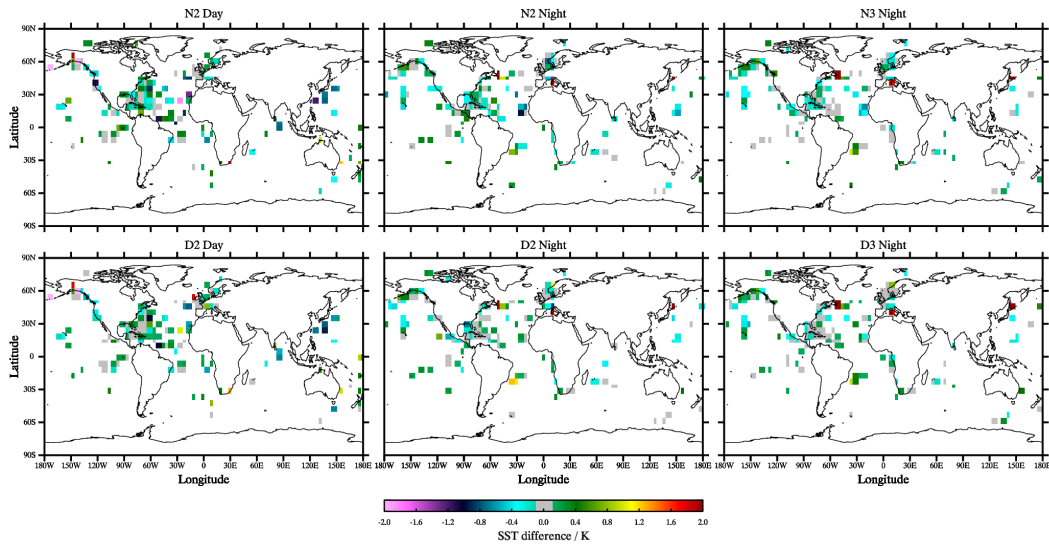 N2 Day N2 Night N3 Night
90N
60N
30N
0
30S
60S
90S
Latitude
D2 Day D2 Night D3 Night
90N
60N
30N
0
30S
60S
90S
Latitude
180W 150W 120W 90W 60W 30W 0 30E 60E 90E 120E 150E 180E
180W 150W 120W 90W 60W 30W 0 30E 60E 90E 120E 150E 180E
180W 150W 120W 90W 60W 30W 0 30E 60E 90E 120E 150E 180E
Longitude Longitude Longitude
-2.0 -1.6 -1.2 -0.8 -0.4 0.0 0.4 0.8 1.2 1.6 2.0
SST difference / K